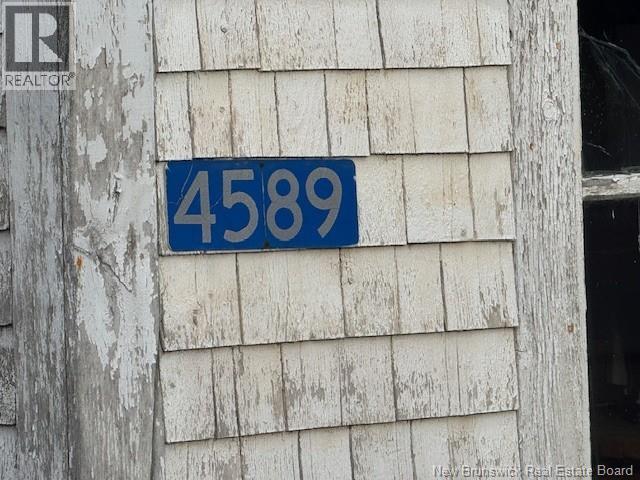 R
REALTOR®
4589
New Brunswick Real Estate Board